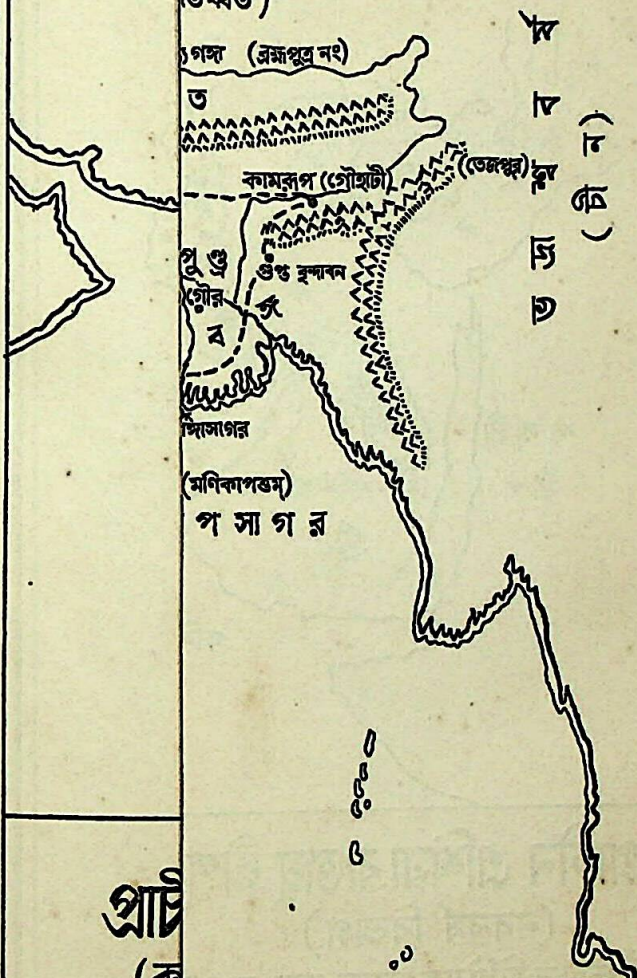 গঙ্গা (ব্রহ্মপুত্র নং)
ত
কামরূপ (গৌহাটী)
(তেজপুর)
(চীন)
পুণ্ড্র
গৌর
গুপ্ত বৃন্দাবন
ব
ঙ্গ
ঙ্গাসাগর
(মণিকাপত্তম্)
প সা গ র
প্রাচী
(ক